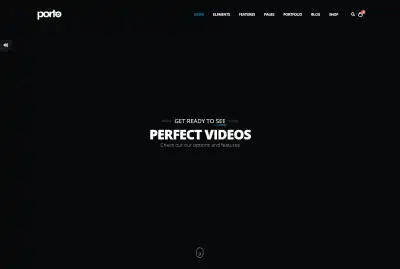 porto
HOME ELEMENTS FEATURES PAGES PORTFOLIO BLOG SHOP
GET READY TO SEE
PERFECT VIDEOS
Check out our options and features